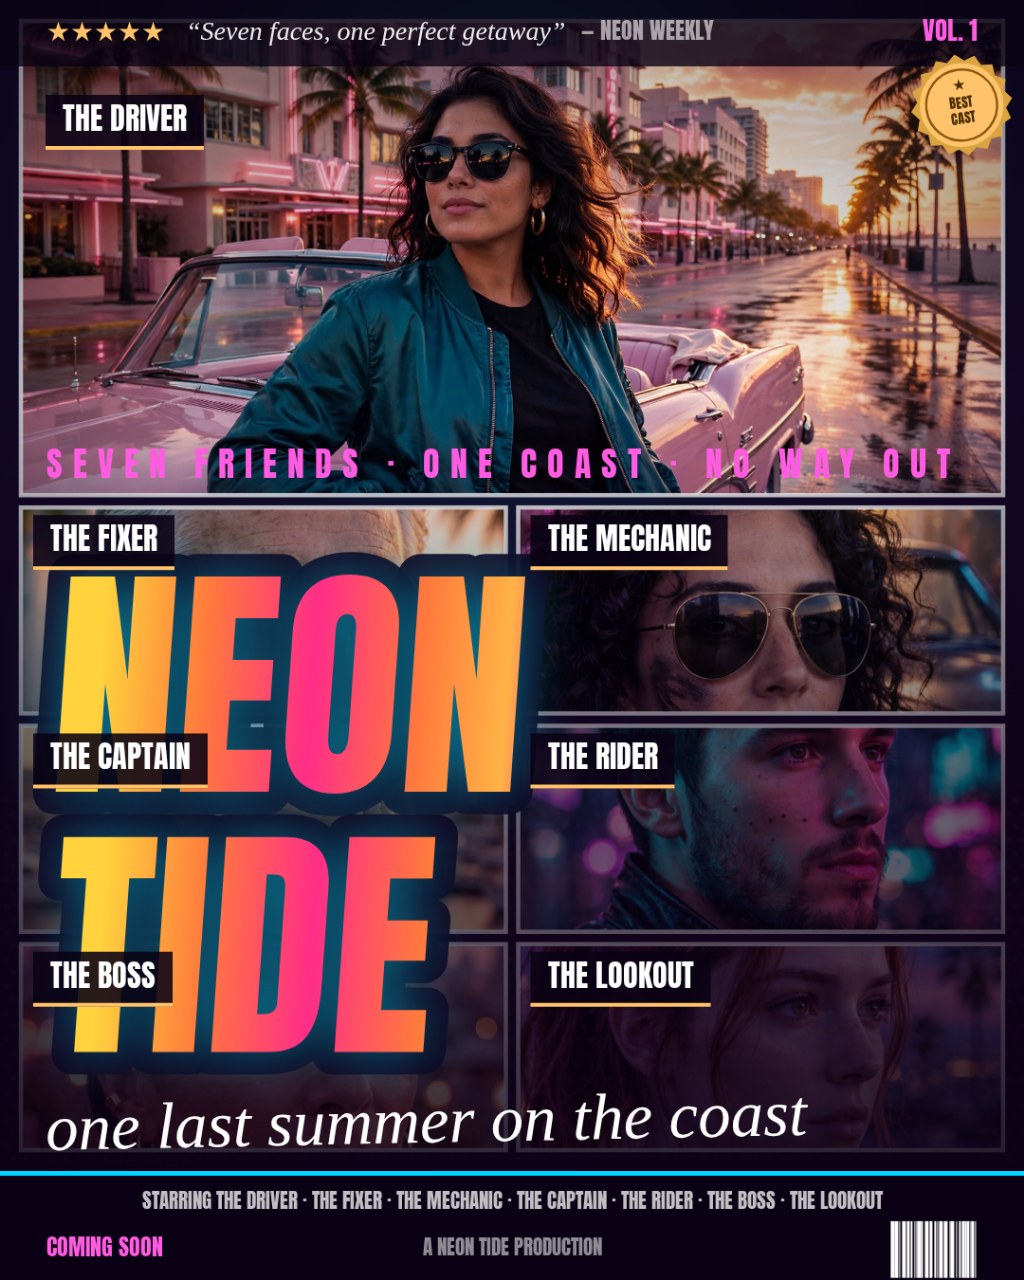 ★★★★★ “Seven faces, one perfect getaway” – NEON WEEKLY
VOL. 1
★
BEST
CAST
THE DRIVER
SEVEN FRIENDS · ONE COAST · NO WAY OUT
THE FIXER
THE MECHANIC
NEON
THE CAPTAIN
THE RIDER
TIDE
THE BOSS
THE LOOKOUT
one last summer on the coast
STARRING THE DRIVER · THE FIXER · THE MECHANIC · THE CAPTAIN · THE RIDER · THE BOSS · THE LOOKOUT
COMING SOON
A NEON TIDE PRODUCTION